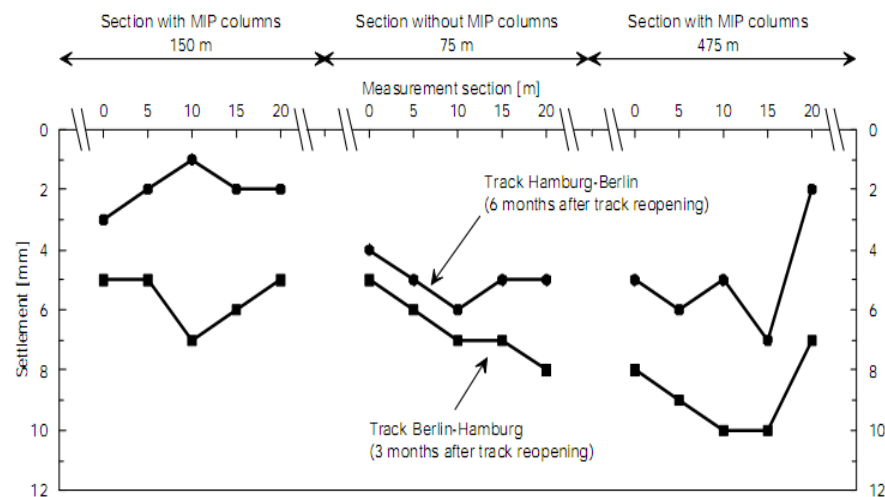 Section with MIP columns
150 m
Section without MIP columns
75 m
Section with MIP columns
475 m
Measurement section [m]
0 5 10 15 20 0 5 10 15 20 0 5 10 15 20
0 0
2 2
Track Hamburg-Berlin
(6 months after track reopening)
4 4
Settlement [mm]
6 6
8 8
Track Berlin-Hamburg
(3 months after track reopening)
10 10
12 12